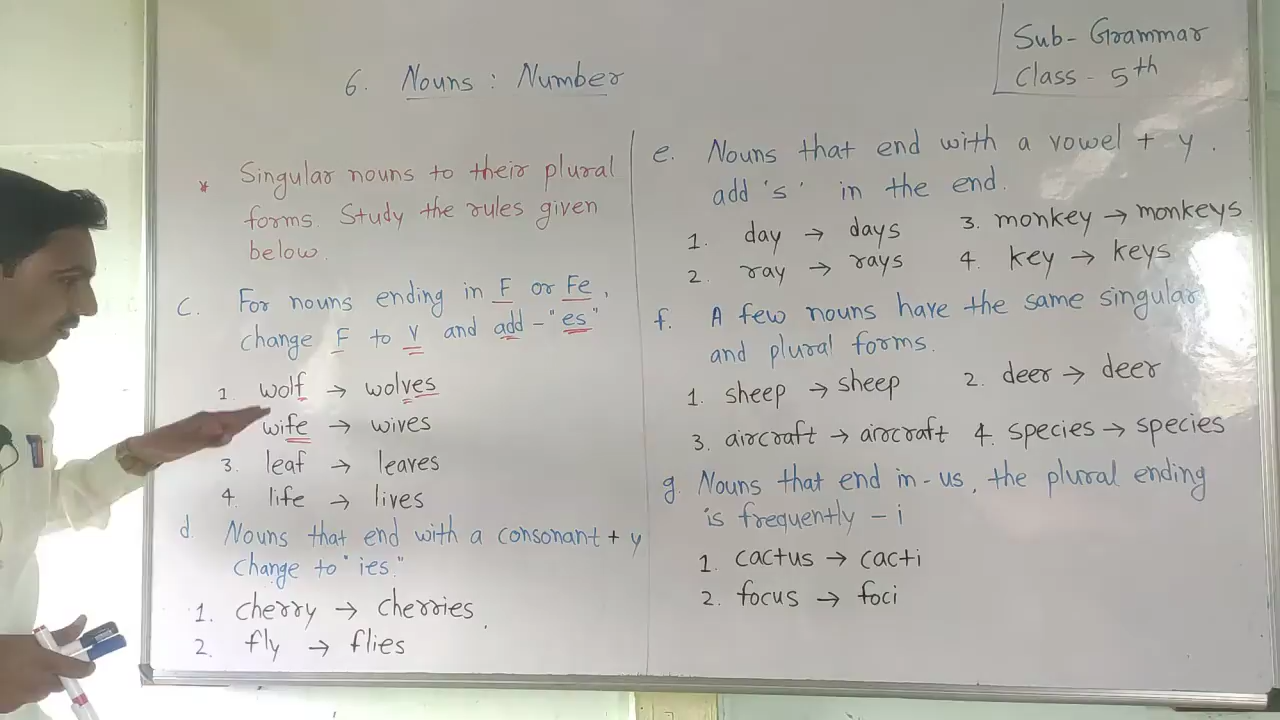 Sub- Grammar
Class - 5th
6. Nouns : Number
* Singular nouns to their plural
forms. Study the rules given
below.
C. For nouns ending in F or Fe,
change F to V and add - "es"
1. wolf → wolves
wife → wives
3. leaf → leaves
4. life → lives
d. Nouns that end with a consonant + y
change to "ies."
1. cherry → cherries.
2. fly → flies
e. Nouns that end with a vowel + y.
add 's' in the end.
1. day → days 3. monkey → monkeys
2. ray → rays 4. key → keys
f. A few nouns have the same singular
and plural forms.
1. sheep → sheep 2. deer → deer
3. aircraft → aircraft 4. species → species
g. Nouns that end in-us, the plural ending
is frequently - i
1. cactus → cacti
2. focus → foci